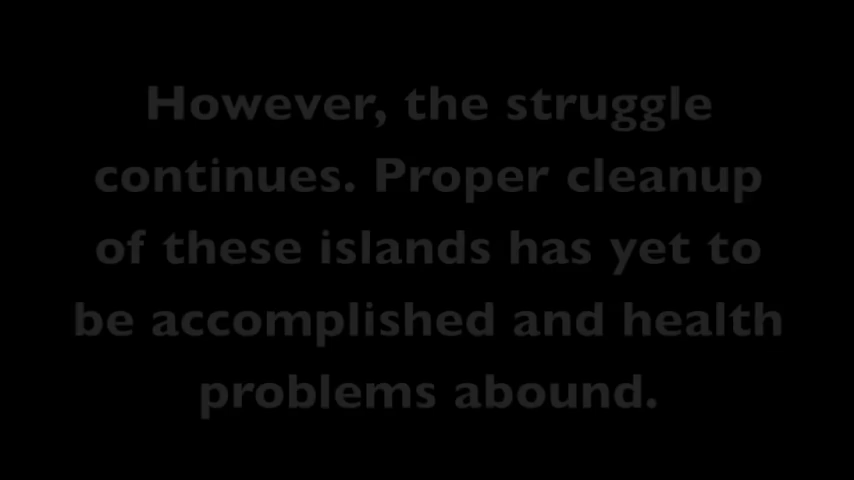 However, the struggle
continues. Proper cleanup
of these islands has yet to
be accomplished and health
problems abound.